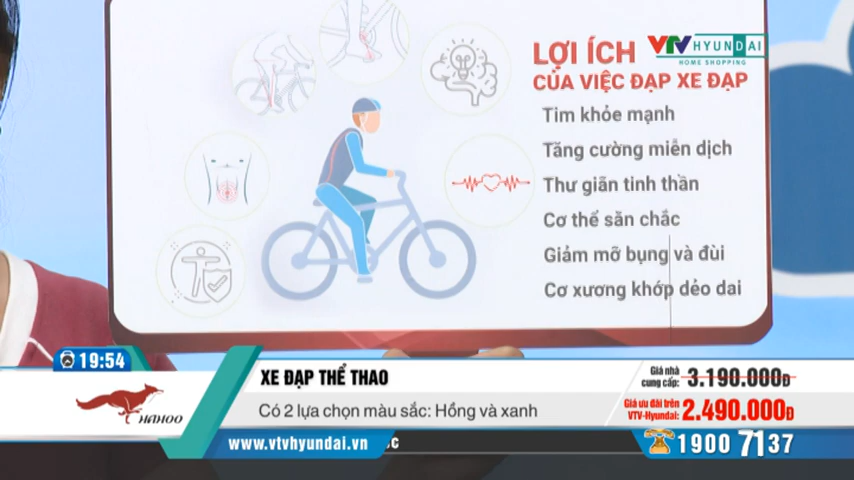 VTV HYUNDAI
HOME SHOPPING
LỢI ÍCH
CỦA VIỆC ĐẠP XE ĐẠP
Tim khỏe mạnh
Tăng cường miễn dịch
Thư giãn tinh thần
Cơ thể săn chắc
Giảm mỡ bụng và đùi
Cơ xương khớp dẻo dai
19:54
HAHOO
XE ĐẠP THỂ THAO
Có 2 lựa chọn màu sắc: Hồng và xanh
Giá nhà
cung cấp: 3.190.000Đ
Giá ưu đãi trên
VTV-Hyundai: 2.490.000Đ
www.vtvhyundai.vn
1900 7137